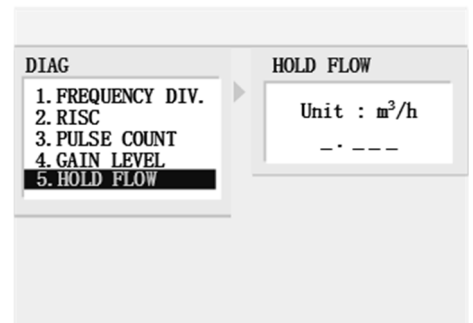 DIAG
1. FREQUENCY DIV.
2. RISC
3. PULSE COUNT
4. GAIN LEVEL
5. HOLD FLOW
HOLD FLOW
Unit : m³/h
_._ _ _